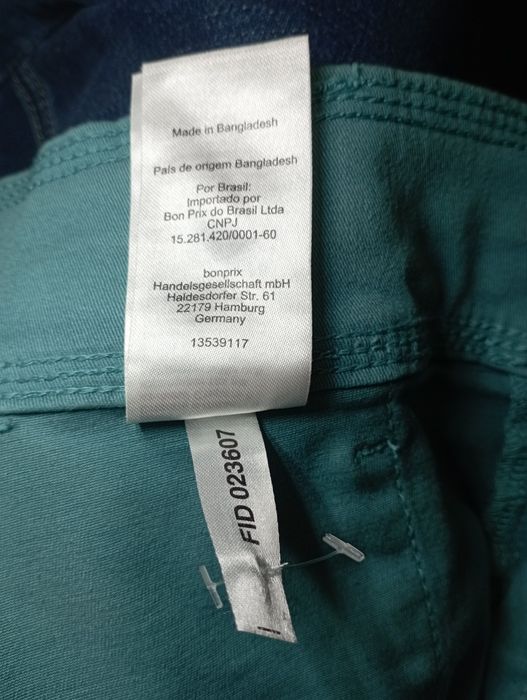 Made in Bangladesh
País de origem Bangladesh
Por Brasil:
Importado por
Bon Prix do Brasil Ltda
CNPJ
15.281.420/0001-60
bonprix
Handelsgesellschaft mbH
Haldesdorfer Str. 61
22179 Hamburg
Germany
13539117
FID 023607